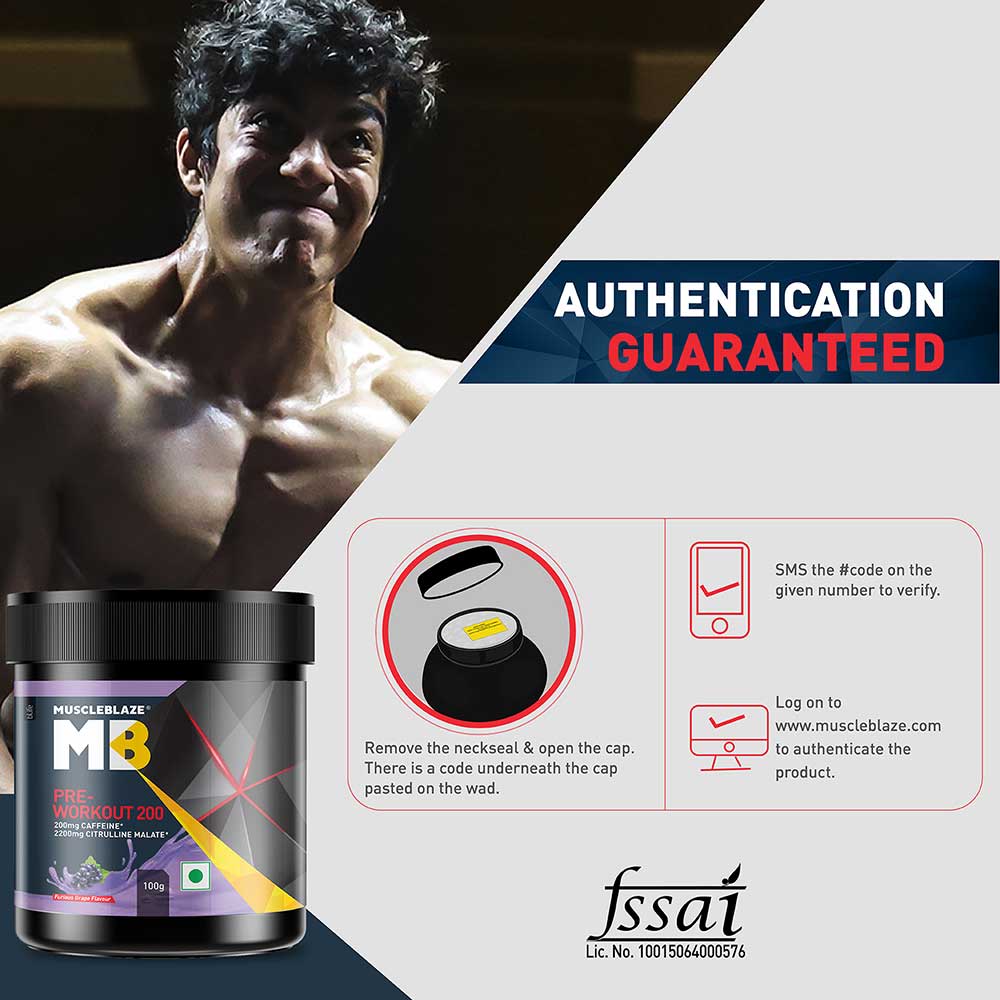 AUTHENTICATION
GUARANTEED
Remove the neckseal & open the cap.
There is a code underneath the cap
pasted on the wad.
SMS the #code on the
given number to verify.
Log on to
www.muscleblaze.com
to authenticate the
product.
MUSCLEBLAZE®
MB
PRE-
WORKOUT 200
200mg CAFFEINE*
2200mg CITRULLINE MALATE*
100g
Furious Grape Flavour
fssai
Lic. No. 10015064000576